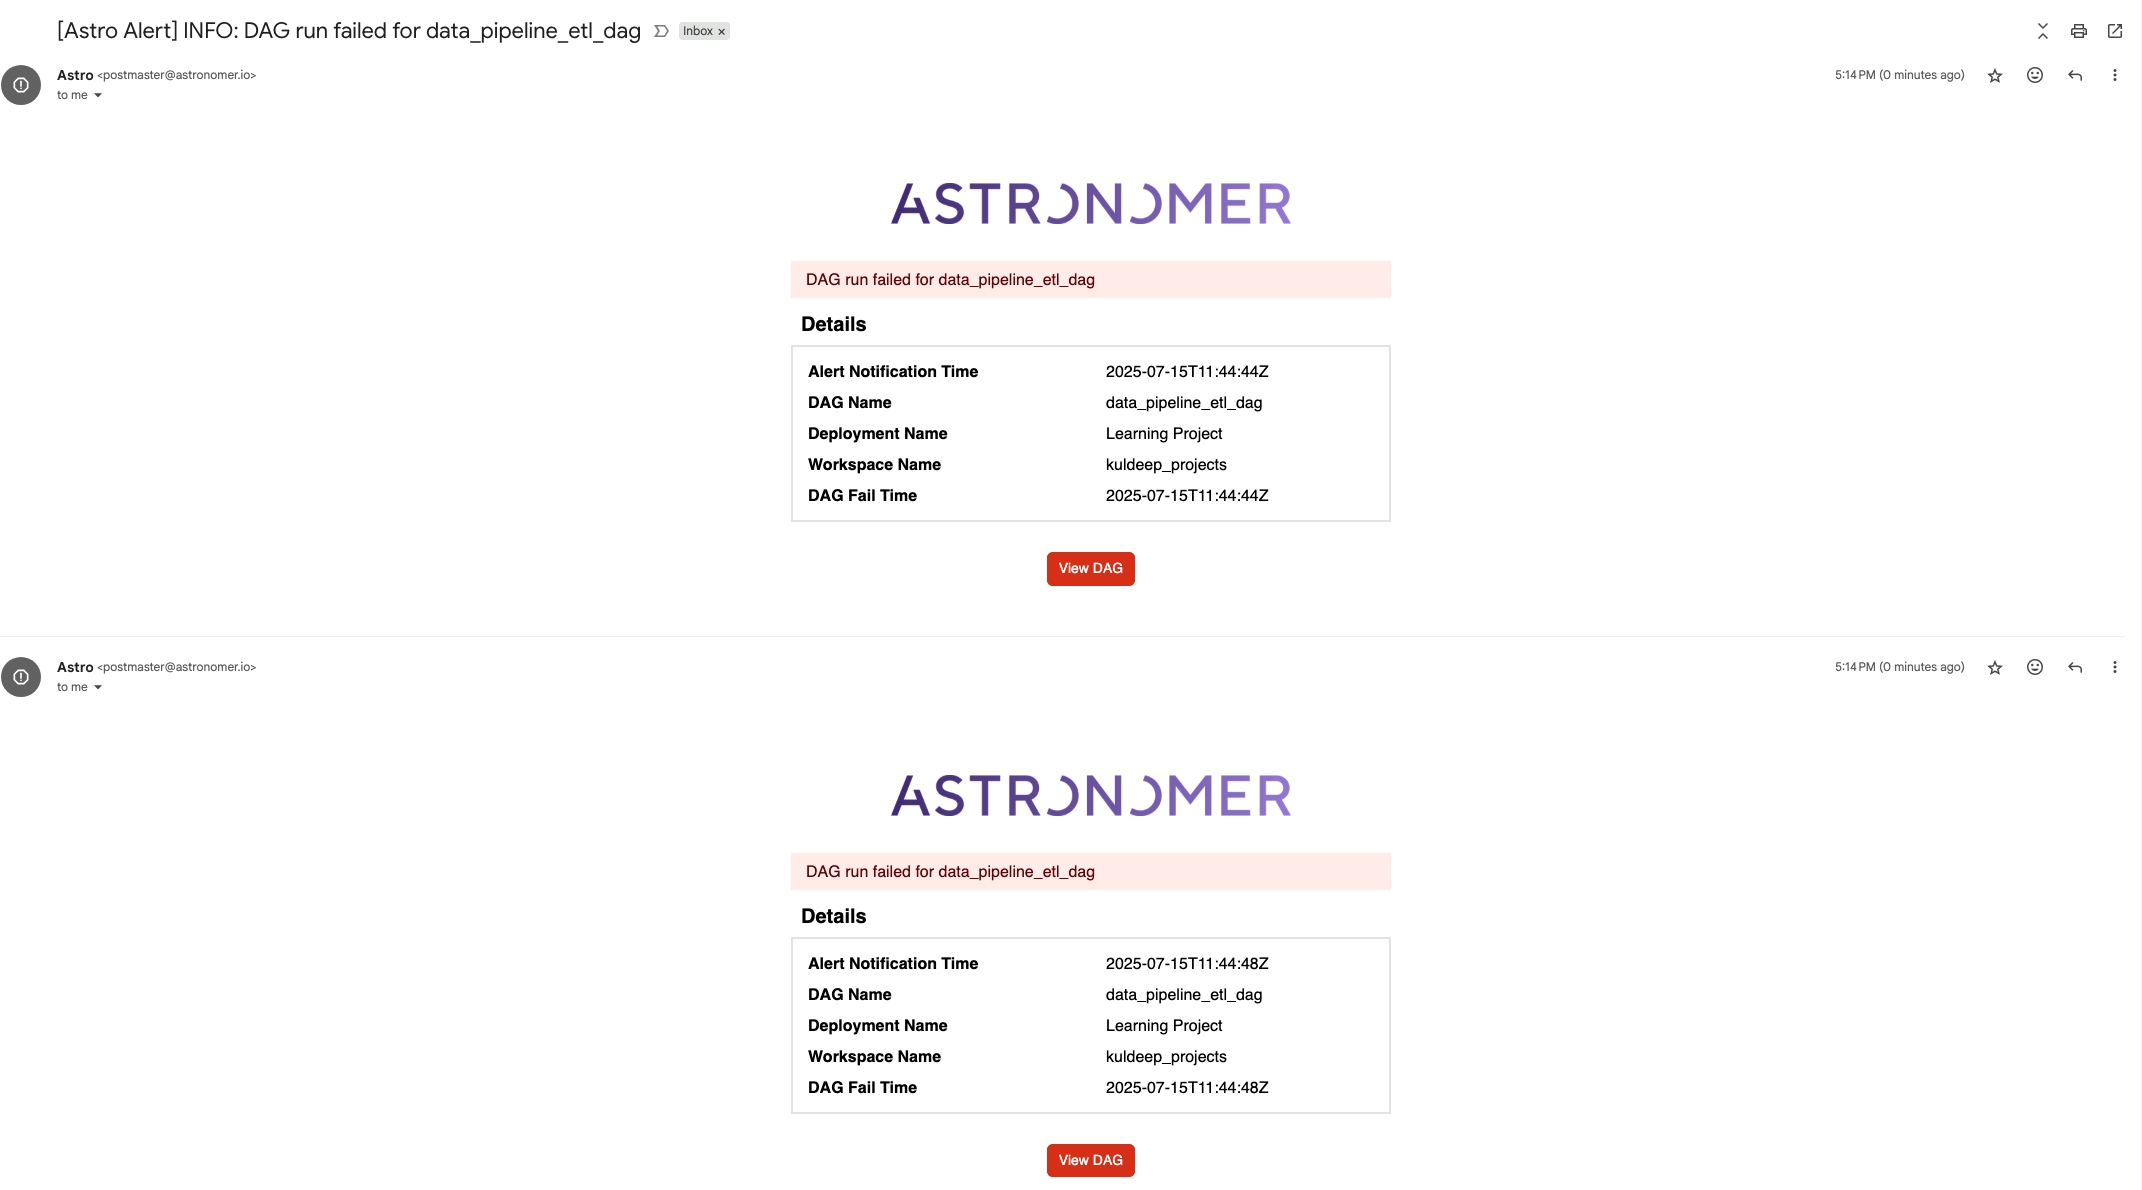 [Astro Alert] INFO: DAG run failed for data_pipeline_etl_dag Inbox x
Astro <postmaster@astronomer.io> 5:14 PM (0 minutes ago)
to me
ASTRONOMER
DAG run failed for data_pipeline_etl_dag
Details
Alert Notification Time 2025-07-15T11:44:44Z
DAG Name data_pipeline_etl_dag
Deployment Name Learning Project
Workspace Name kuldeep_projects
DAG Fail Time 2025-07-15T11:44:44Z
View DAG
Astro <postmaster@astronomer.io> 5:14 PM (0 minutes ago)
to me
ASTRONOMER
DAG run failed for data_pipeline_etl_dag
Details
Alert Notification Time 2025-07-15T11:44:48Z
DAG Name data_pipeline_etl_dag
Deployment Name Learning Project
Workspace Name kuldeep_projects
DAG Fail Time 2025-07-15T11:44:48Z
View DAG